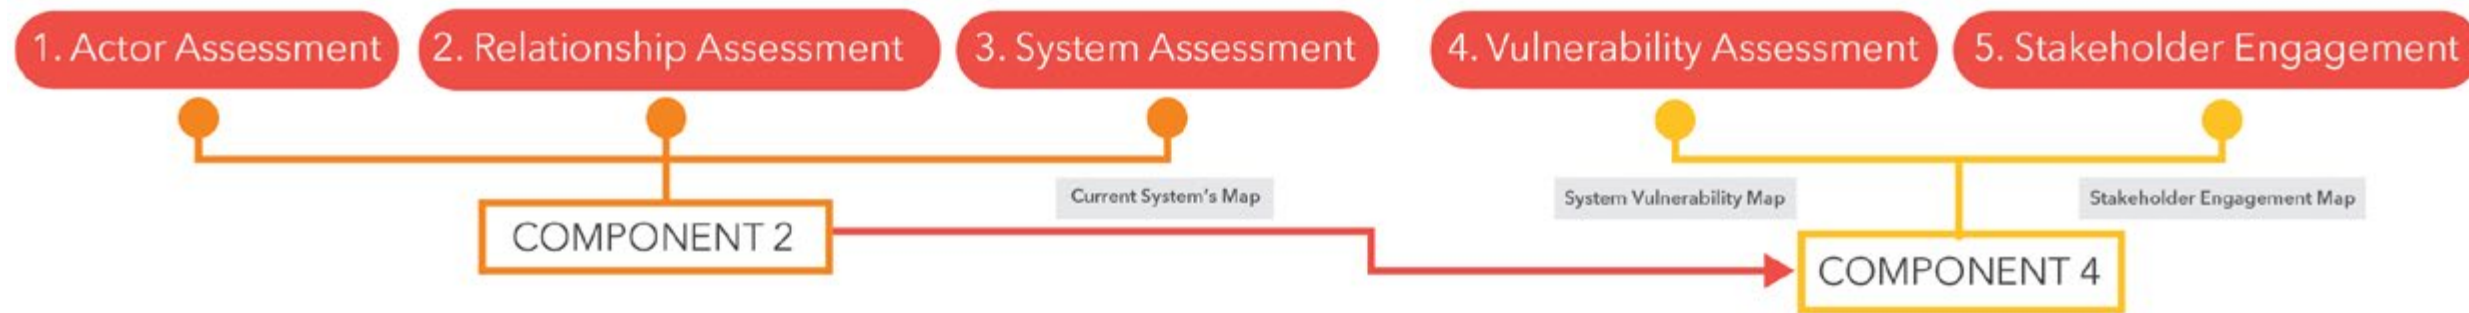 1. Actor Assessment
2. Relationship Assessment
3. System Assessment
4. Vulnerability Assessment
5. Stakeholder Engagement
Current System's Map
System Vulnerability Map
Stakeholder Engagement Map
COMPONENT 2
COMPONENT 4